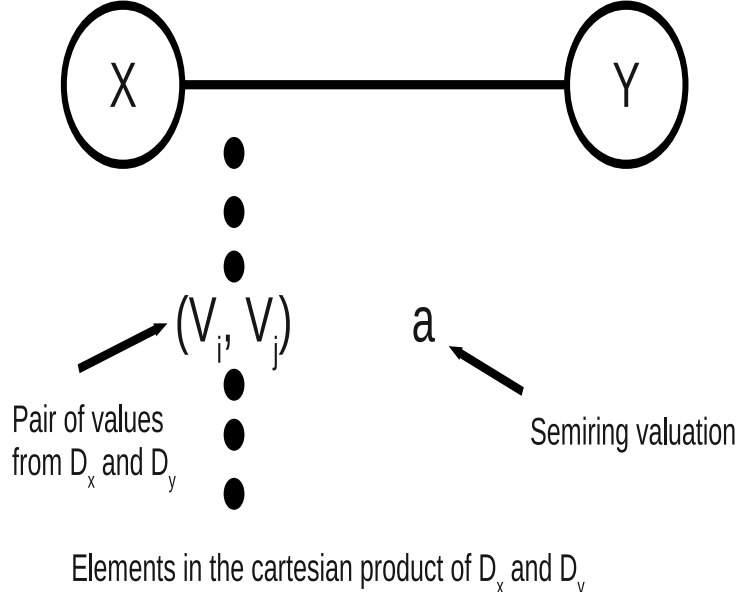 X Y
(Vi, Vj) a
Pair of values
from Dx and Dy
Semiring valuation
Elements in the cartesian product of Dx and Dy